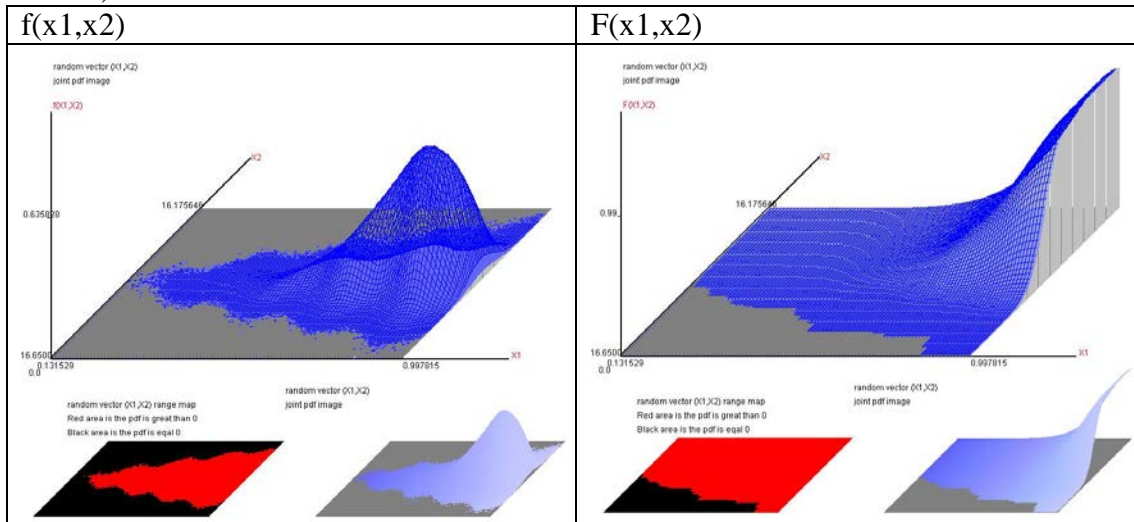 f(x1,x2)
F(x1,x2)
random vector (X1,X2)
joint pdf image
f(X1,X2)
X2
16.175646
0.635828
16.6500
0.131529
0.0
0.997815
X1
random vector (X1,X2) range map
Red area is the pdf is great than 0
Black area is the pdf is eqal 0
random vector (X1,X2)
joint pdf image
random vector (X1,X2)
joint pdf image
F(X1,X2)
X2
16.175646
0.99
16.6500
0.131529
0.0
0.997815
X1
random vector (X1,X2) range map
Red area is the pdf is great than 0
Black area is the pdf is eqal 0
random vector (X1,X2)
joint pdf image